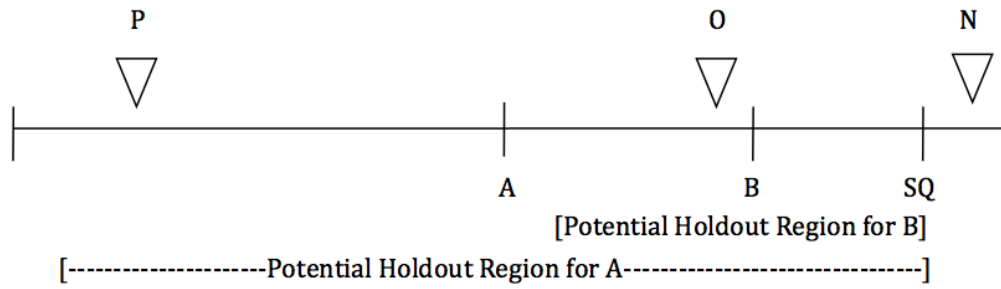 P O N
A B SQ
[Potential Holdout Region for B]
[----------------------Potential Holdout Region for A---------------------------------]